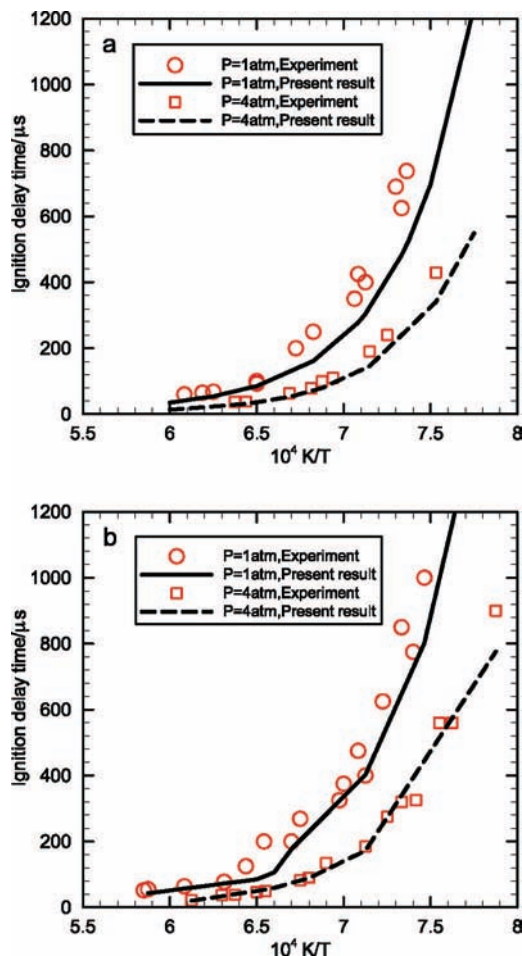 1200
a
P=1atm,Experiment
P=1atm,Present result
P=4atm,Experiment
P=4atm,Present result
1000
800
600
400
200
0
Ignition delay time/μs
5.5 6 6.5 7 7.5 8
10⁴ K/T
1200
b
P=1atm,Experiment
P=1atm,Present result
P=4atm,Experiment
P=4atm,Present result
1000
800
600
400
200
0
Ignition delay time/μs
5.5 6 6.5 7 7.5 8
10⁴ K/T